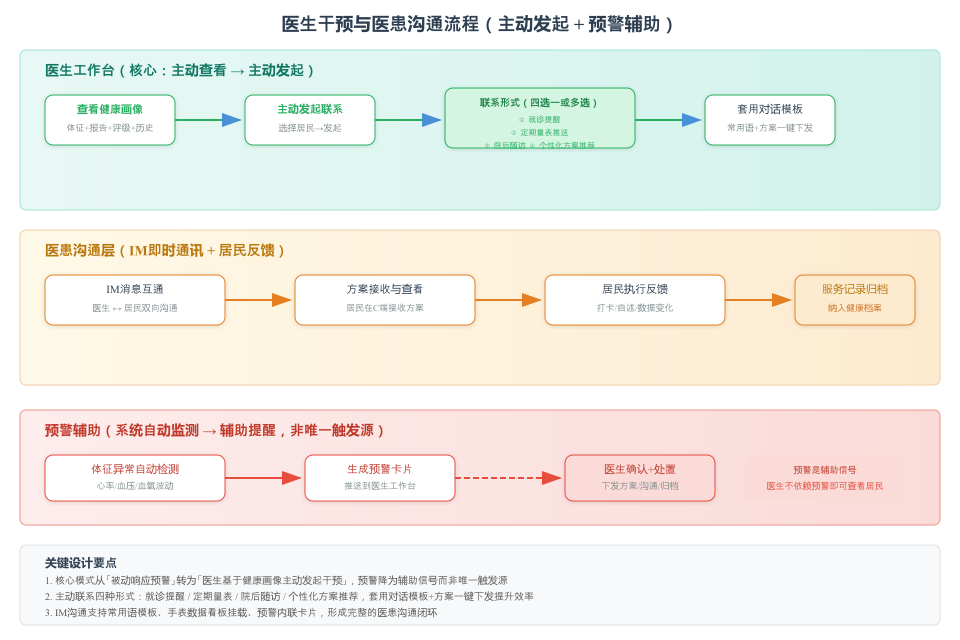 医生干预与医患沟通流程（主动发起 + 预警辅助）
医生工作台（核心：主动查看 → 主动发起）
查看健康画像
体征+报告+评级+历史
主动发起联系
选择居民→发起
联系形式（四选一或多选）
① 就诊提醒
② 定期量表推送
③ 院后随访 ④ 个性化方案推荐
套用对话模板
常用语+方案一键下发
医患沟通层（IM即时通讯 + 居民反馈）
IM消息互通
医生 ↔ 居民双向沟通
方案接收与查看
居民在C端接收方案
居民执行反馈
打卡/自述/数据变化
服务记录归档
纳入健康档案
预警辅助（系统自动监测 → 辅助提醒，非唯一触发源）
体征异常自动检测
心率/血压/血氧波动
生成预警卡片
推送到医生工作台
医生确认+处置
下发方案/沟通/归档
预警是辅助信号
医生不依赖预警即可查看居民
关键设计要点
1. 核心模式从「被动响应预警」转为「医生基于健康画像主动发起干预」，预警降为辅助信号而非唯一触发源
2. 主动联系四种形式：就诊提醒 / 定期量表 / 院后随访 / 个性化方案推荐，套用对话模板+方案一键下发提升效率
3. IM沟通支持常用语模板、手表数据看板挂载、预警内联卡片，形成完整的医患沟通闭环